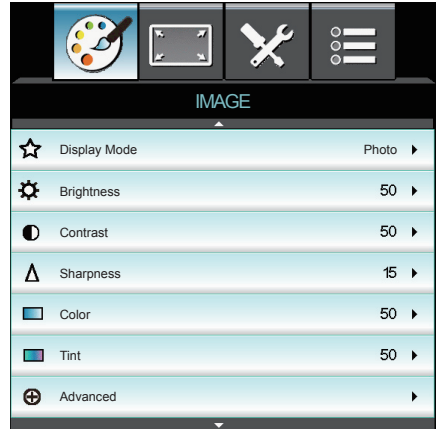 IMAGE
Display Mode Photo
Brightness 50
Contrast 50
Sharpness 15
Color 50
Tint 50
Advanced